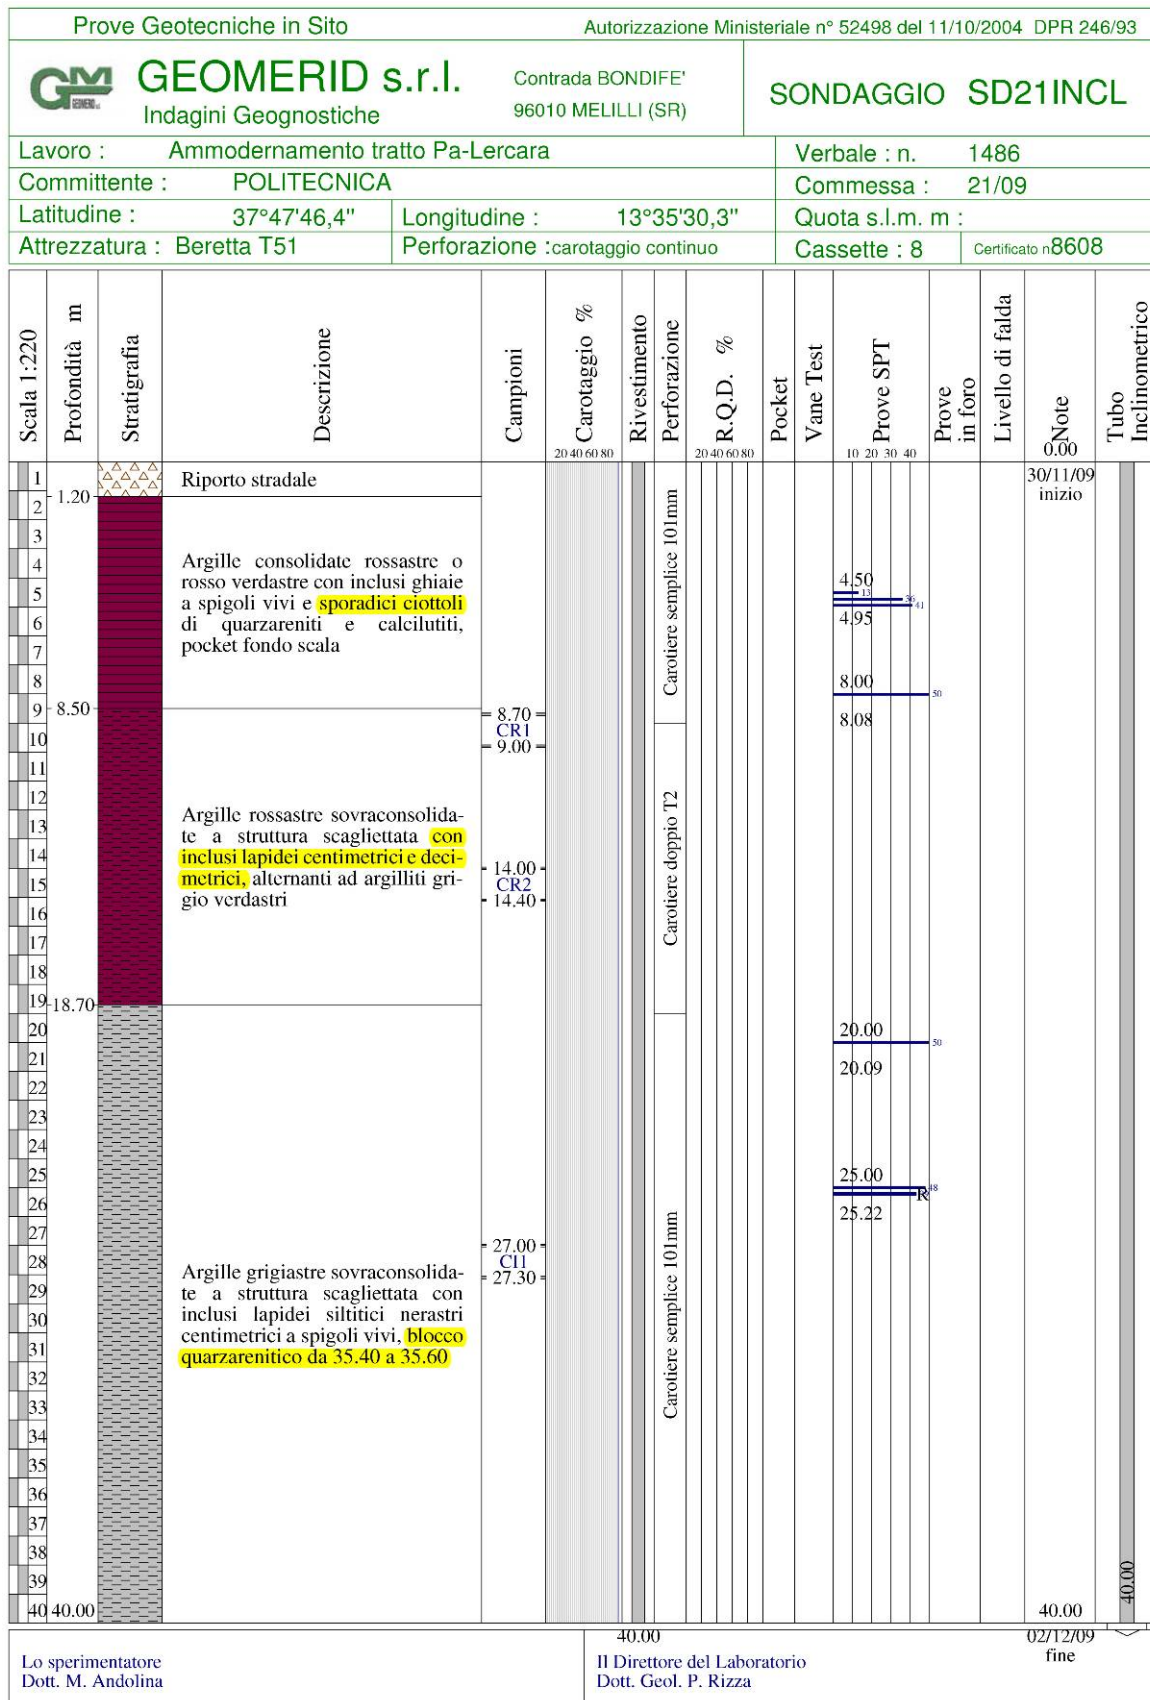 Prove Geotecniche in Sito
Autorizzazione Ministeriale n° 52498 del 11/10/2004 DPR 246/93
GM
GEOMERID s.r.l.
Indagini Geognostiche
Contrada BONDIFE'
96010 MELILLI (SR)
SONDAGGIO SD21INCL
Lavoro : Ammodernamento tratto Pa-Lercara
Verbale : n. 1486
Committente : POLITECNICA
Commessa : 21/09
Latitudine : 37°47'46,4"
Longitudine : 13°35'30,3"
Quota s.l.m. m :
Attrezzatura : Beretta T51
Perforazione :carotaggio continuo
Cassette : 8
Certificato n.8608
Scala 1:220
Profondità m
Stratigrafia
Descrizione
Campioni
Carotaggio %
20 40 60 80
Rivestimento
Perforazione
R.Q.D. %
20 40 60 80
Pocket
Vane Test
Prove SPT
10 20 30 40
Prove
in foro
Livello di falda
Note
0.00
Tubo
Inclinometrico
1
2
3
4
5
6
7
8
9
10
11
12
13
14
15
16
17
18
19
20
21
22
23
24
25
26
27
28
29
30
31
32
33
34
35
36
37
38
39
40
1.20
8.50
18.70
40.00
Riporto stradale
Argille consolidate rossastre o
rosso verdastre con inclusi ghiaie
a spigoli vivi e sporadici ciottoli
di quarzareniti e calcilutiti,
pocket fondo scala
Argille rossastre sovraconsolida-
te a struttura scagliettata con
inclusi lapidei centimetrici e deci-
metrici, alternanti ad argilliti gri-
gio verdastri
Argille grigiastre sovraconsolida-
te a struttura scagliettata con
inclusi lapidei siltitici nerastri
centimetrici a spigoli vivi, blocco
quarzarenitico da 35.40 a 35.60
8.70
CR1
9.00
14.00
CR2
14.40
27.00
CI1
27.30
40.00
Carotiere semplice 101mm
Carotiere doppio T2
Carotiere semplice 101mm
4.50
13
36
41
4.95
8.00
50
8.08
20.00
50
20.09
25.00
48
R
25.22
30/11/09
inizio
40.00
02/12/09
fine
40.00
Lo sperimentatore
Dott. M. Andolina
Il Direttore del Laboratorio
Dott. Geol. P. Rizza